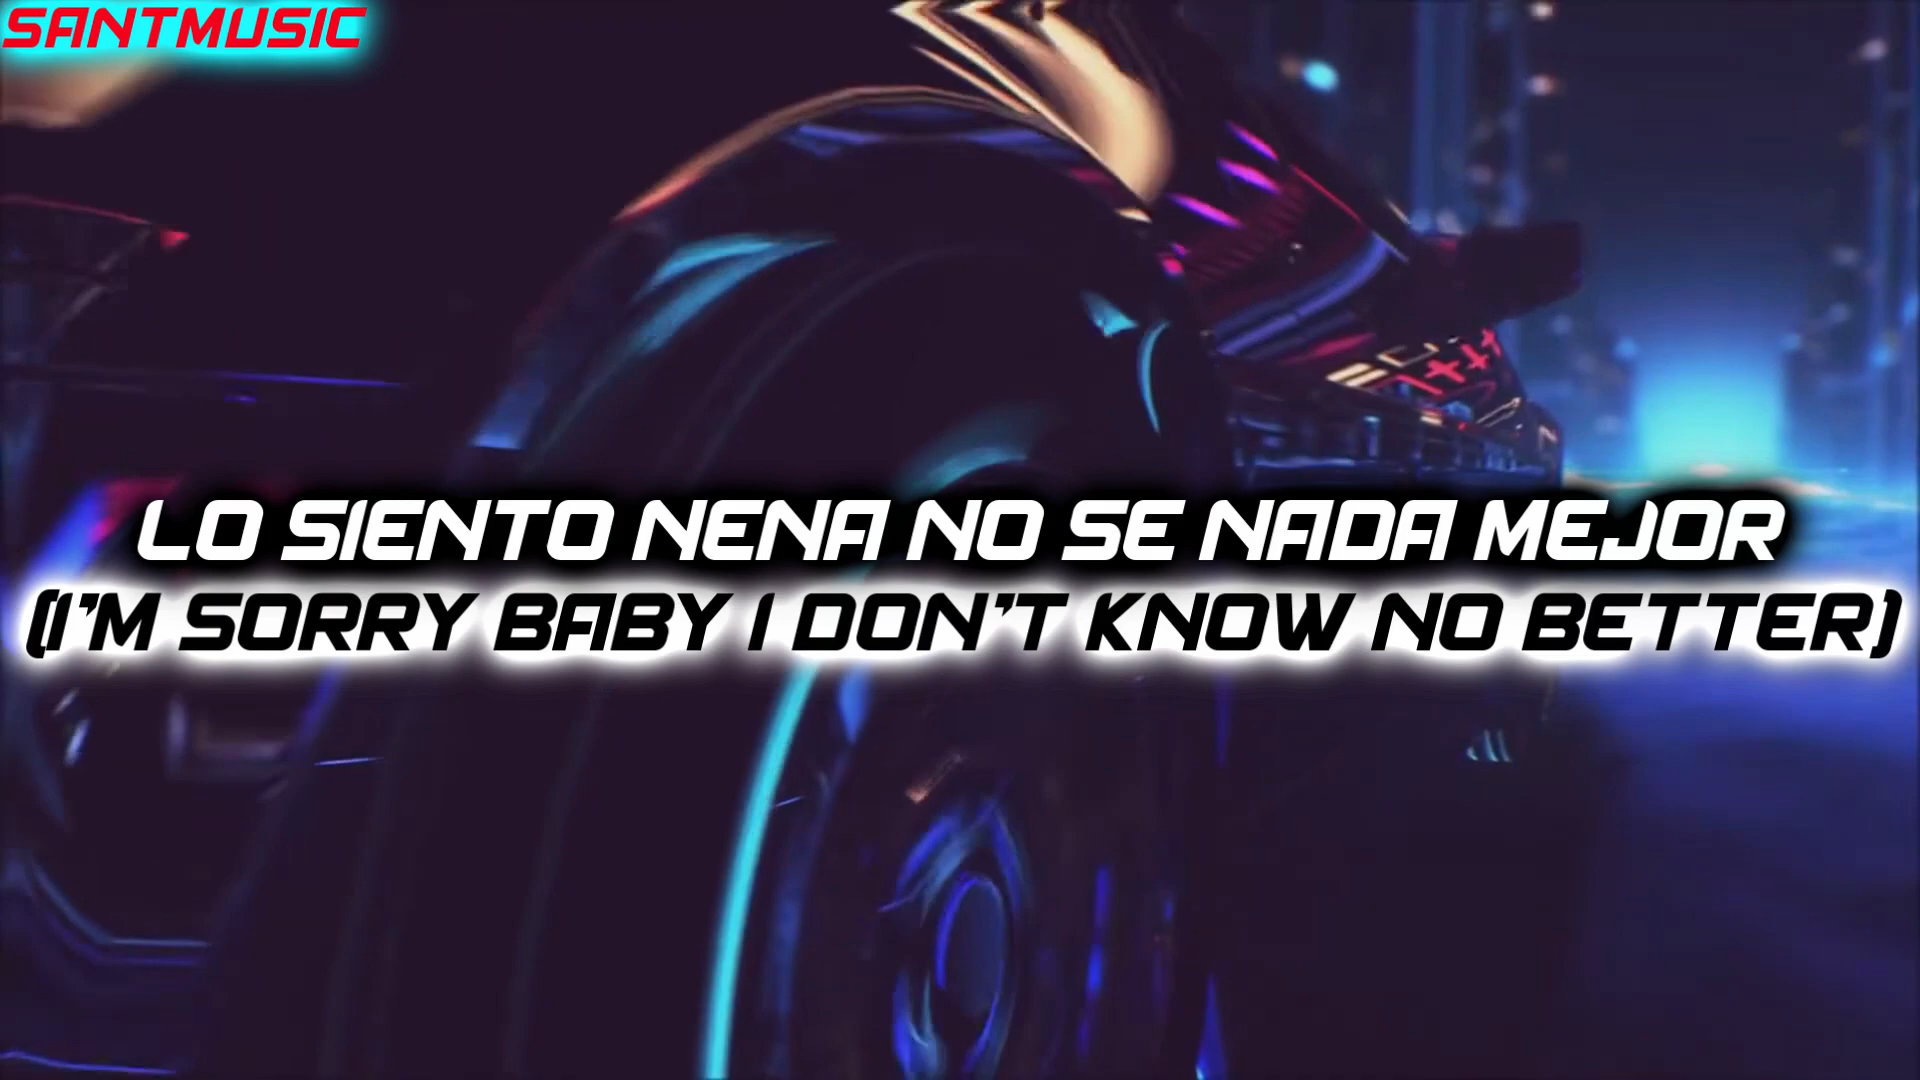 SANTMUSIC
LO SIENTO NENA NO SE NADA MEJOR
(I'M SORRY BABY I DON'T KNOW NO BETTER)